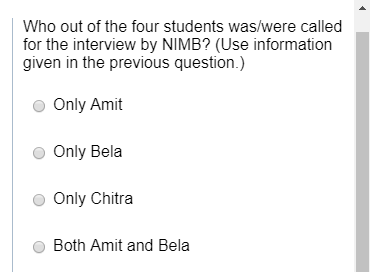 Who out of the four students was/were called
for the interview by NIMB? (Use information
given in the previous question.)
Only Amit
Only Bela
Only Chitra
Both Amit and Bela